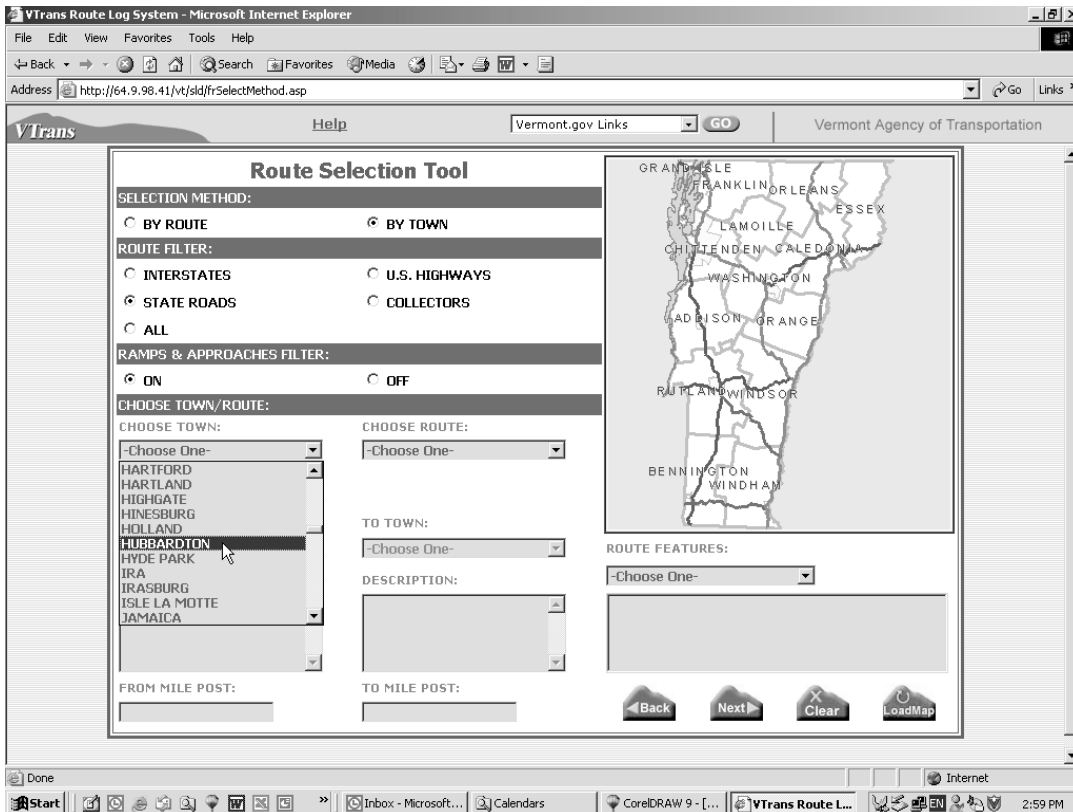 VTrans Route Log System - Microsoft Internet Explorer
File Edit View Favorites Tools Help
Back Search Favorites Media
Address http://64.9.98.41/vt/sld/frSelectMethod.asp Go Links
VTrans Help Vermont.gov Links GO Vermont Agency of Transportation
Route Selection Tool
SELECTION METHOD:
BY ROUTE BY TOWN
ROUTE FILTER:
INTERSTATES U.S. HIGHWAYS
STATE ROADS COLLECTORS
ALL
RAMPS & APPROACHES FILTER:
ON OFF
CHOOSE TOWN/ROUTE:
CHOOSE TOWN: CHOOSE ROUTE:
-Choose One- -Choose One-
HARTFORD
HARTLAND
HIGHGATE
HINESBURG
HOLLAND
HUBBARDTON
HYDE PARK
IRA
IRASBURG
ISLE LA MOTTE
JAMAICA
TO TOWN:
-Choose One-
DESCRIPTION:
FROM MILE POST: TO MILE POST:
GRAND ISLE
FRANKLIN ORLEANS
ESSEX
LAMOILLE
CHITTENDEN CALEDONIA
WASHINGTON
ADDISON ORANGE
RUTLAND WINDSOR
BENNINGTON
WINDHAM
ROUTE FEATURES:
-Choose One-
Back Next Clear LoadMap
Done Internet
Start Inbox - Microsoft... Calendars CorelDRAW 9 - [... VTrans Route L... EN 2:59 PM